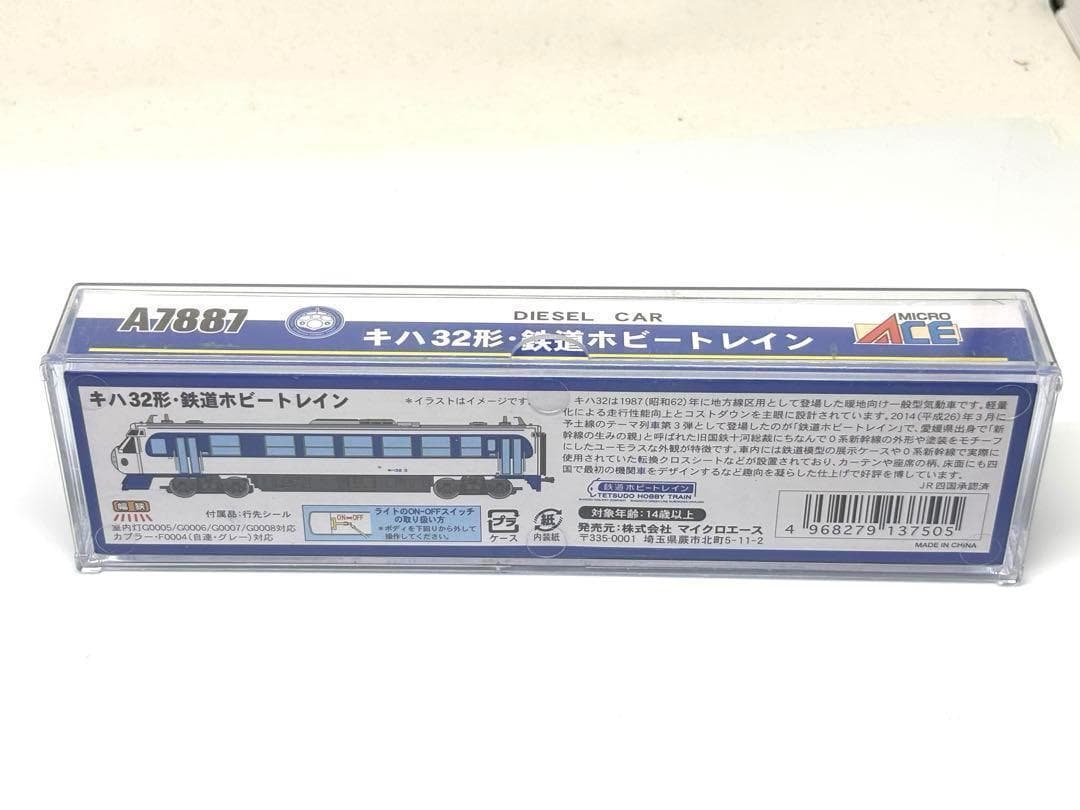 A7887
DIESEL CAR
キハ32形・鉄道ホビートレイン
MICRO
ACE
キハ32形・鉄道ホビートレイン
*イラストはイメージです。
キハ32は1987(昭和62)年に地方線区用として登場した暖地向け一般型気動車です。軽量
化による走行性能向上とコストダウンを主眼に設計されています。2014(平成26)年3月に
予土線のテーマ列車第3弾として登場したのが「鉄道ホビートレイン」で、愛媛県出身で「新
幹線の生みの親」と呼ばれた旧国鉄十河総裁にちなんで0系新幹線の外形や塗装をモチーフ
にしたユーモラスな外観が特徴です。車内には鉄道模型の展示ケースや0系新幹線で実際に
使用されていた転換クロスシートなどが設置されており、カーテンや座席の柄、床面にも四
国で最初の機関車をデザインするなど趣向を凝らした仕上げで好評を博しています。
JR四国承認済
鉄道ホビートレイン
TETSUDO HOBBY TRAIN
幅狭
付属品:行先シール
室内灯G0005/G0006/G0007/G0008対応
カプラー・F0004(自連・グレー)対応
ON⇔OFF
ライトのON-OFFスイッチ
の取り扱い方
*ボディを下回りから外して
操作してください。
プラ
ケース
紙
内装紙
対象年齢:14歳以上
発売元:株式会社 マイクロエース
〒335-0001 埼玉県蕨市北町5-11-2
4 968279 137505
MADE IN CHINA